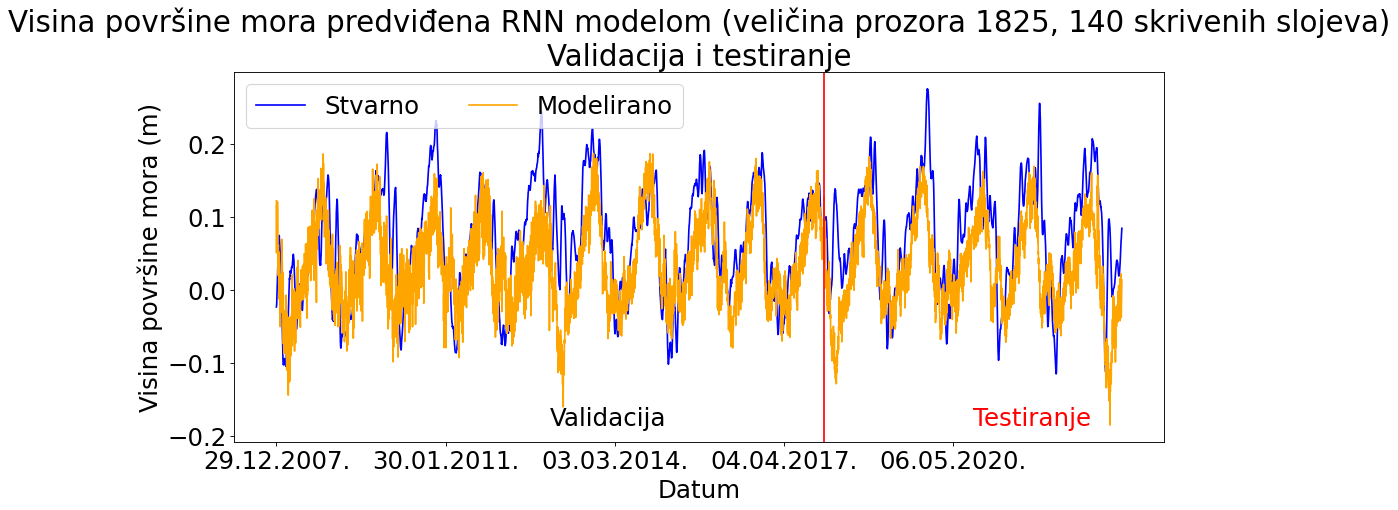 Visina površine mora predviđena RNN modelom (veličina prozora 1825, 140 skrivenih slojeva)
Validacija i testiranje
Stvarno Modelirano
Visina površine mora (m)
0.2
0.1
0.0
−0.1
−0.2
Validacija Testiranje
29.12.2007. 30.01.2011. 03.03.2014. 04.04.2017. 06.05.2020.
Datum